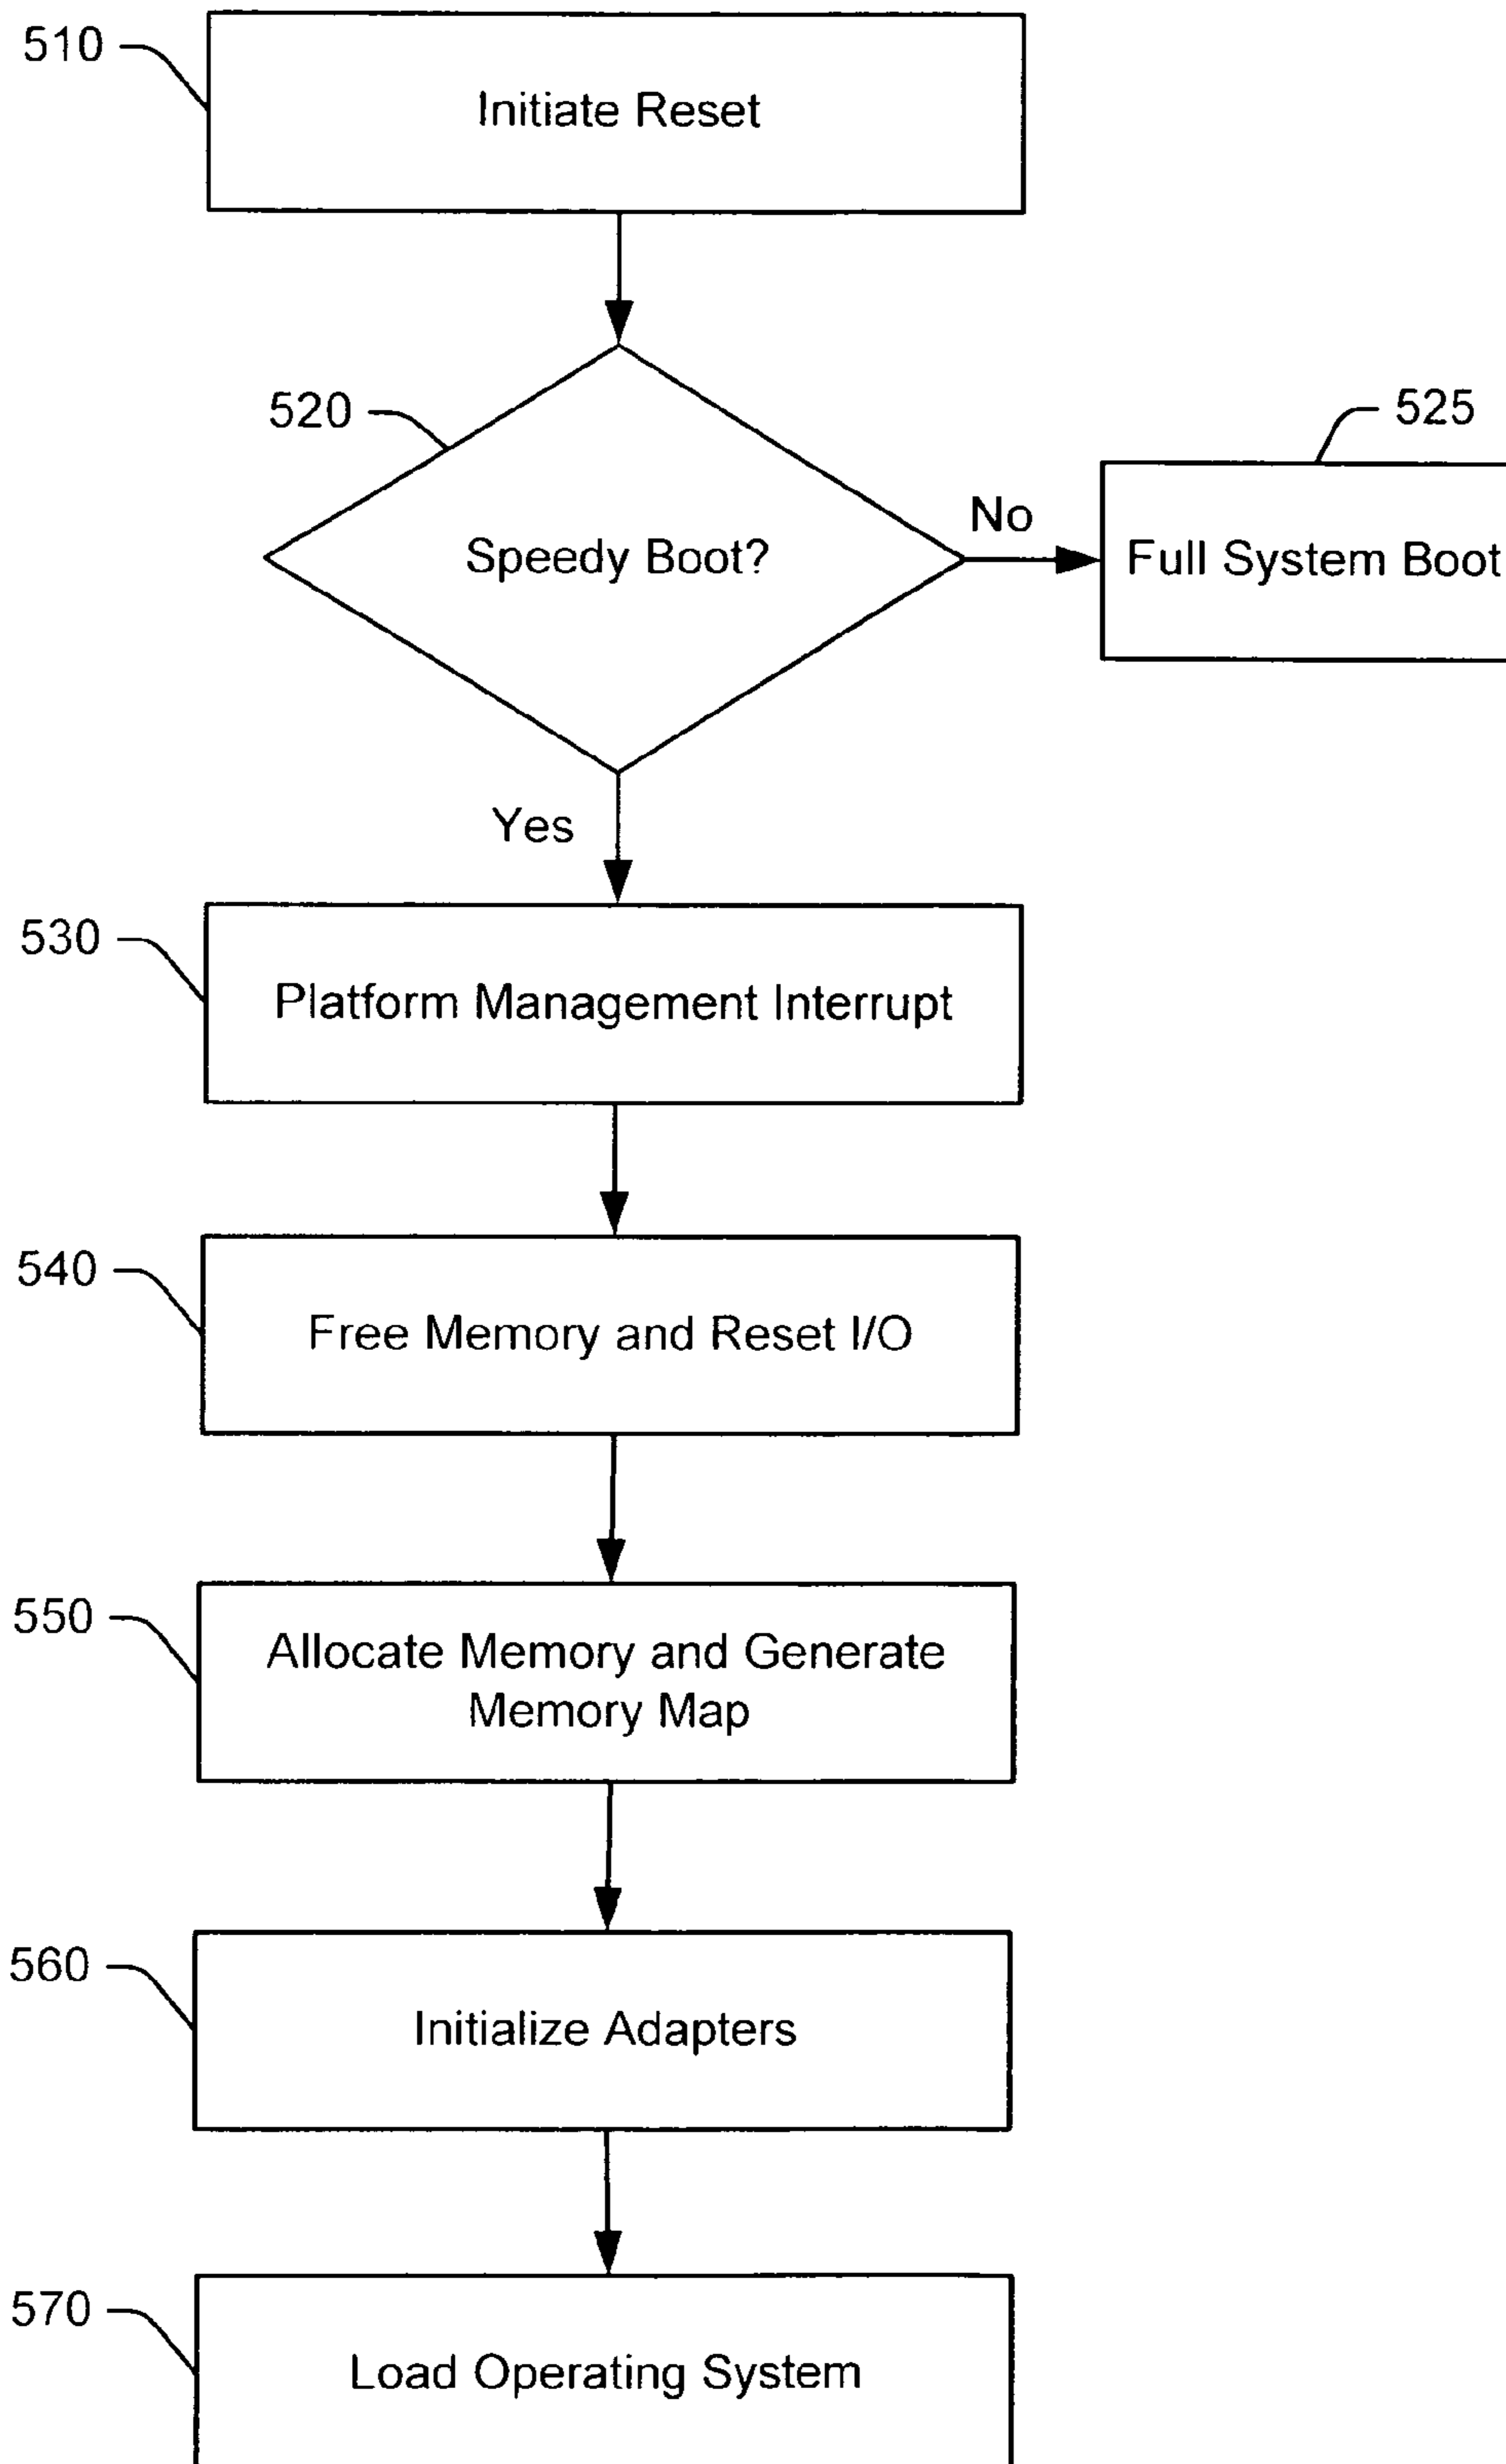 510
Initiate Reset
520
525
No
Speedy Boot?
Full System Boot
Yes
530
Platform Management Interrupt
540
Free Memory and Reset I/O
550
Allocate Memory and Generate
Memory Map
560
Initialize Adapters
570
Load Operating System